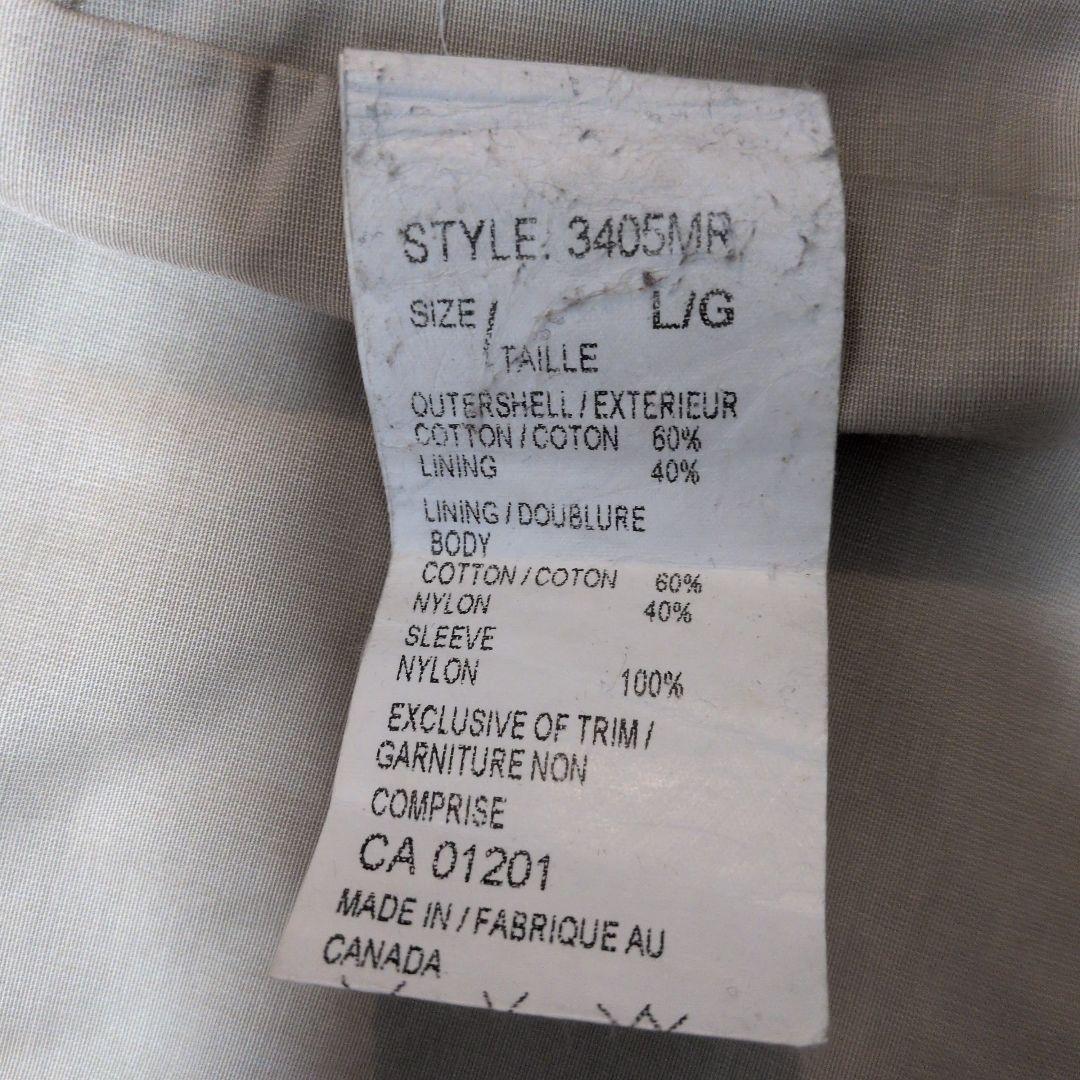 STYLE: 3405MR
SIZE / L/G
TAILLE
OUTERSHELL / EXTERIEUR
COTTON / COTON 60%
LINING 40%
LINING / DOUBLURE
BODY
COTTON / COTON 60%
NYLON 40%
SLEEVE
NYLON 100%
EXCLUSIVE OF TRIM /
GARNITURE NON
COMPRISE
CA 01201
MADE IN / FABRIQUE AU
CANADA